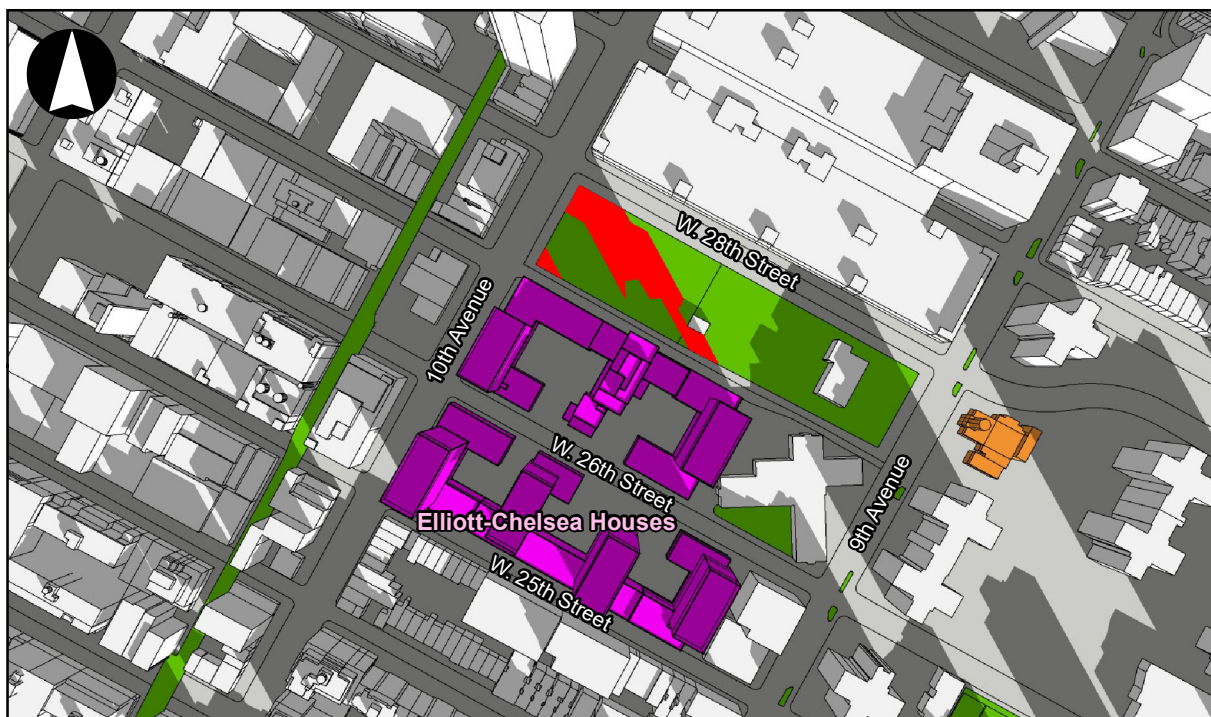 W. 28th Street
10th Avenue
W. 26th Street
9th Avenue
Elliott-Chelsea Houses
W. 25th Street